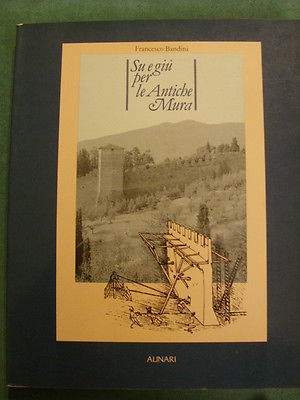 Francesco Bandini
Su e giù
per
le Antiche
Mura
ALINARI